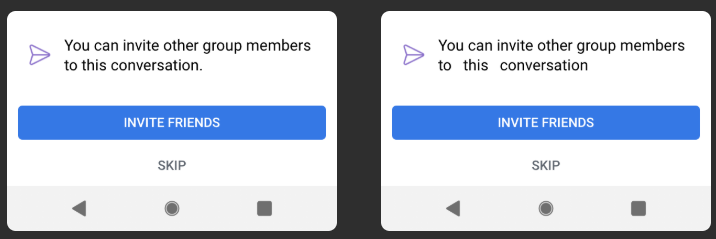 You can invite other group members
to this conversation.
INVITE FRIENDS
SKIP
You can invite other group members
to this conversation
INVITE FRIENDS
SKIP